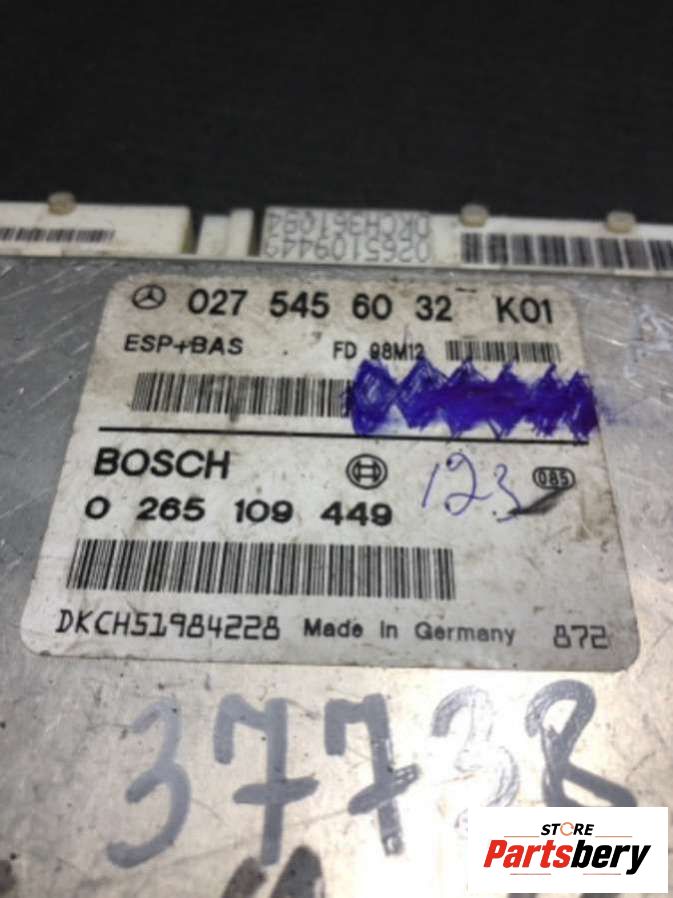 0265109449
DKCH361084
027 545 60 32 K01
ESP+BAS FD 98M12
BOSCH
123 085
0 265 109 449
DKCH51984228 Made in Germany 872
37738
STORE
Partsbery